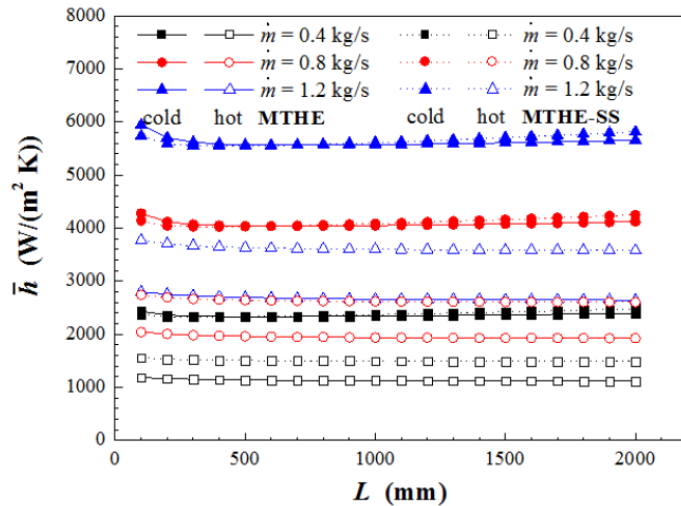 8000
7000
6000
5000
4000
3000
2000
1000
0
h̅ (W/(m² K))
ṁ = 0.4 kg/s ṁ = 0.4 kg/s
ṁ = 0.8 kg/s ṁ = 0.8 kg/s
ṁ = 1.2 kg/s ṁ = 1.2 kg/s
cold hot MTHE cold hot MTHE-SS
0 500 1000 1500 2000
L (mm)